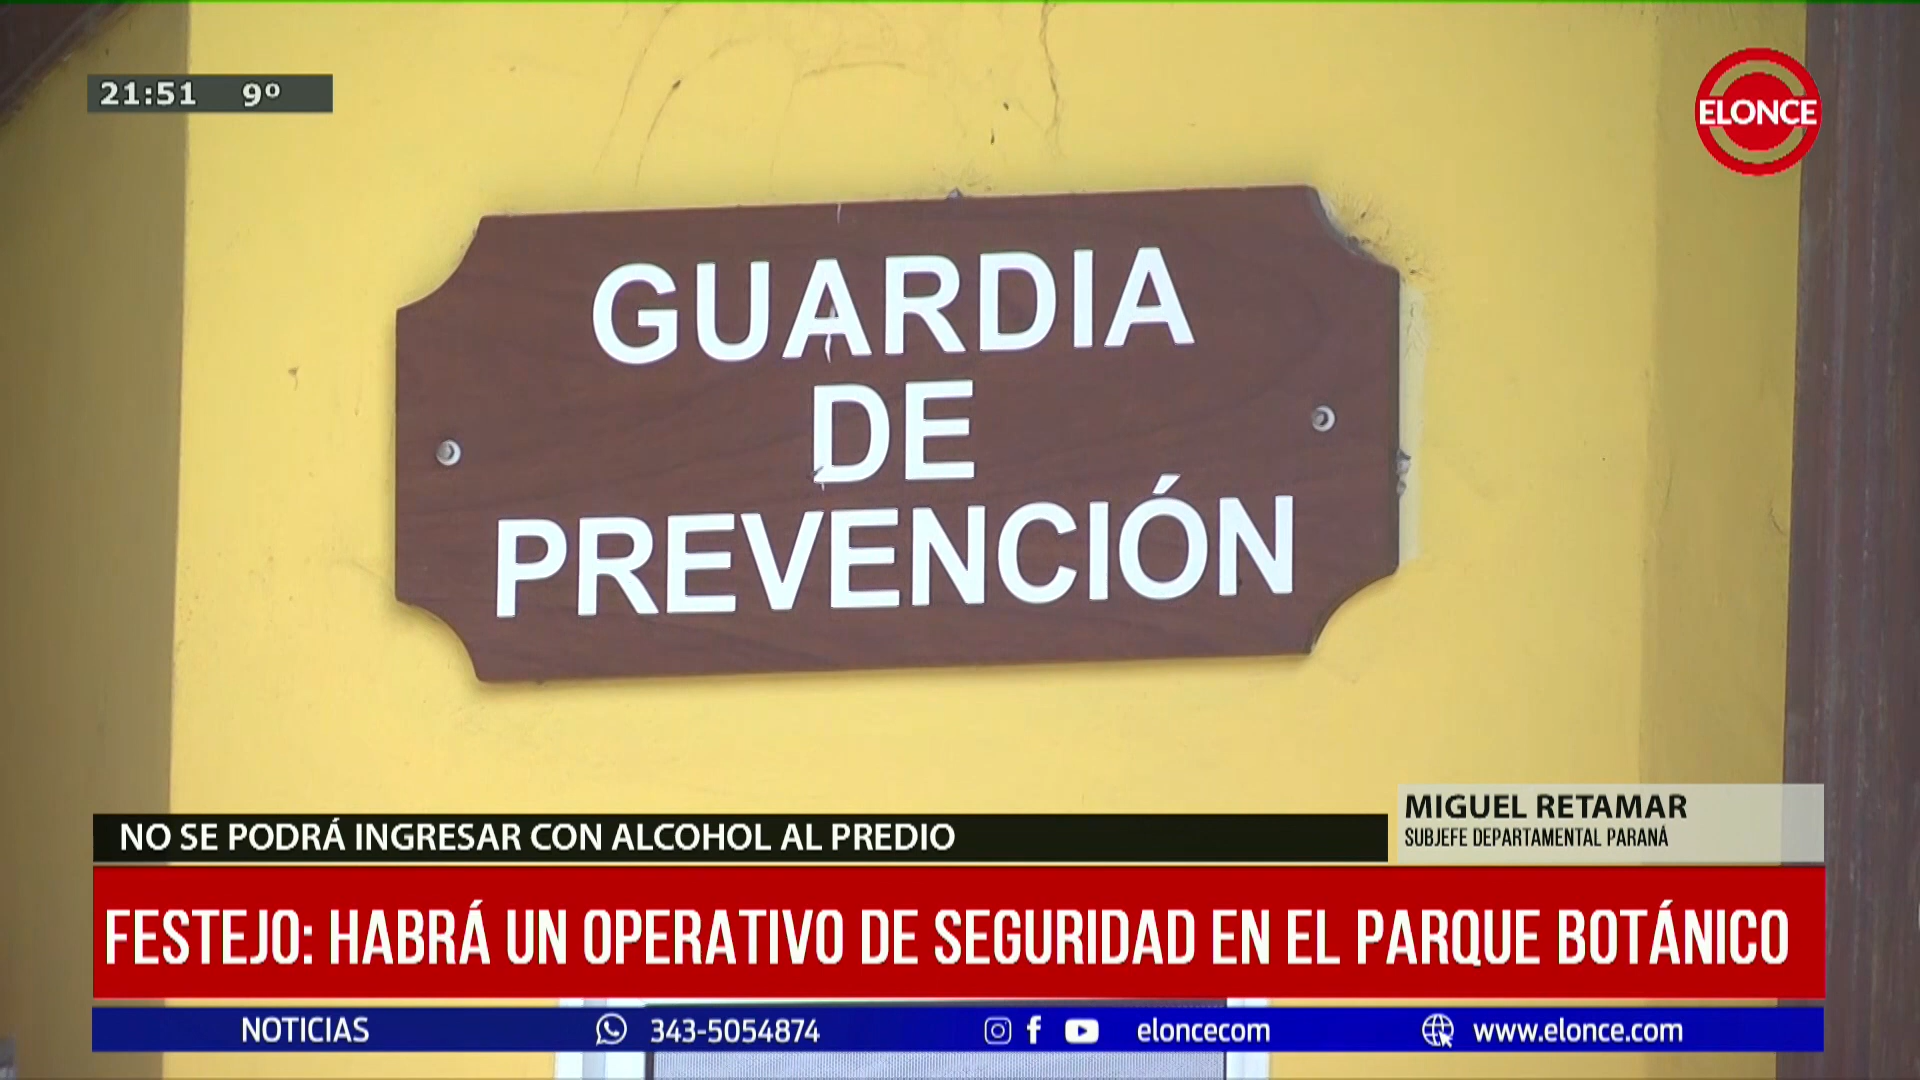 21:51 9º
ELONCE
GUARDIA
DE
PREVENCIÓN
MIGUEL RETAMAR
SUBJEFE DEPARTAMENTAL PARANÁ
NO SE PODRÁ INGRESAR CON ALCOHOL AL PREDIO
FESTEJO: HABRÁ UN OPERATIVO DE SEGURIDAD EN EL PARQUE BOTÁNICO
NOTICIAS 343-5054874 eloncecom www.elonce.com